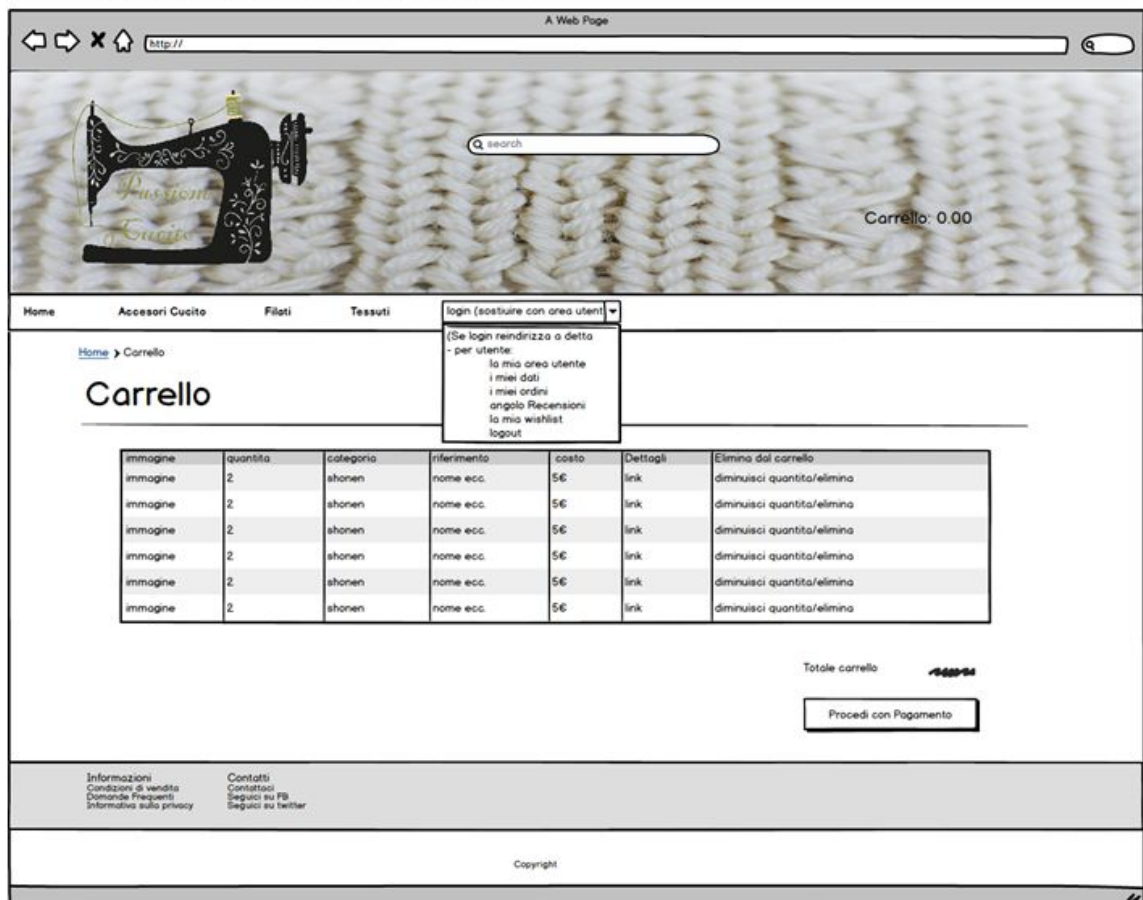 A Web Page
http://
search
Passioni
Cucito
Carrello: 0.00
Home Accesori Cucito Filati Tessuti login (sostiuire con area utent
(Se login reindirizza a detta
- per utente:
la mia area utente
i miei dati
i miei ordini
angolo Recensioni
la mia wishlist
logout
Home > Carrello
Carrello
immagine quantita categoria riferimento costo Dettagli Elimina dal carrello
immagine 2 shonen nome ecc. 5€ link diminuisci quantita/elimina
immagine 2 shonen nome ecc. 5€ link diminuisci quantita/elimina
immagine 2 shonen nome ecc. 5€ link diminuisci quantita/elimina
immagine 2 shonen nome ecc. 5€ link diminuisci quantita/elimina
immagine 2 shonen nome ecc. 5€ link diminuisci quantita/elimina
immagine 2 shonen nome ecc. 5€ link diminuisci quantita/elimina
Totale carrello
Procedi con Pagamento
Informazioni
Condizioni di vendita
Domande Frequenti
Informativa sulla privacy
Contatti
Contattaci
Seguici su FB
Seguici su twitter
Copyright